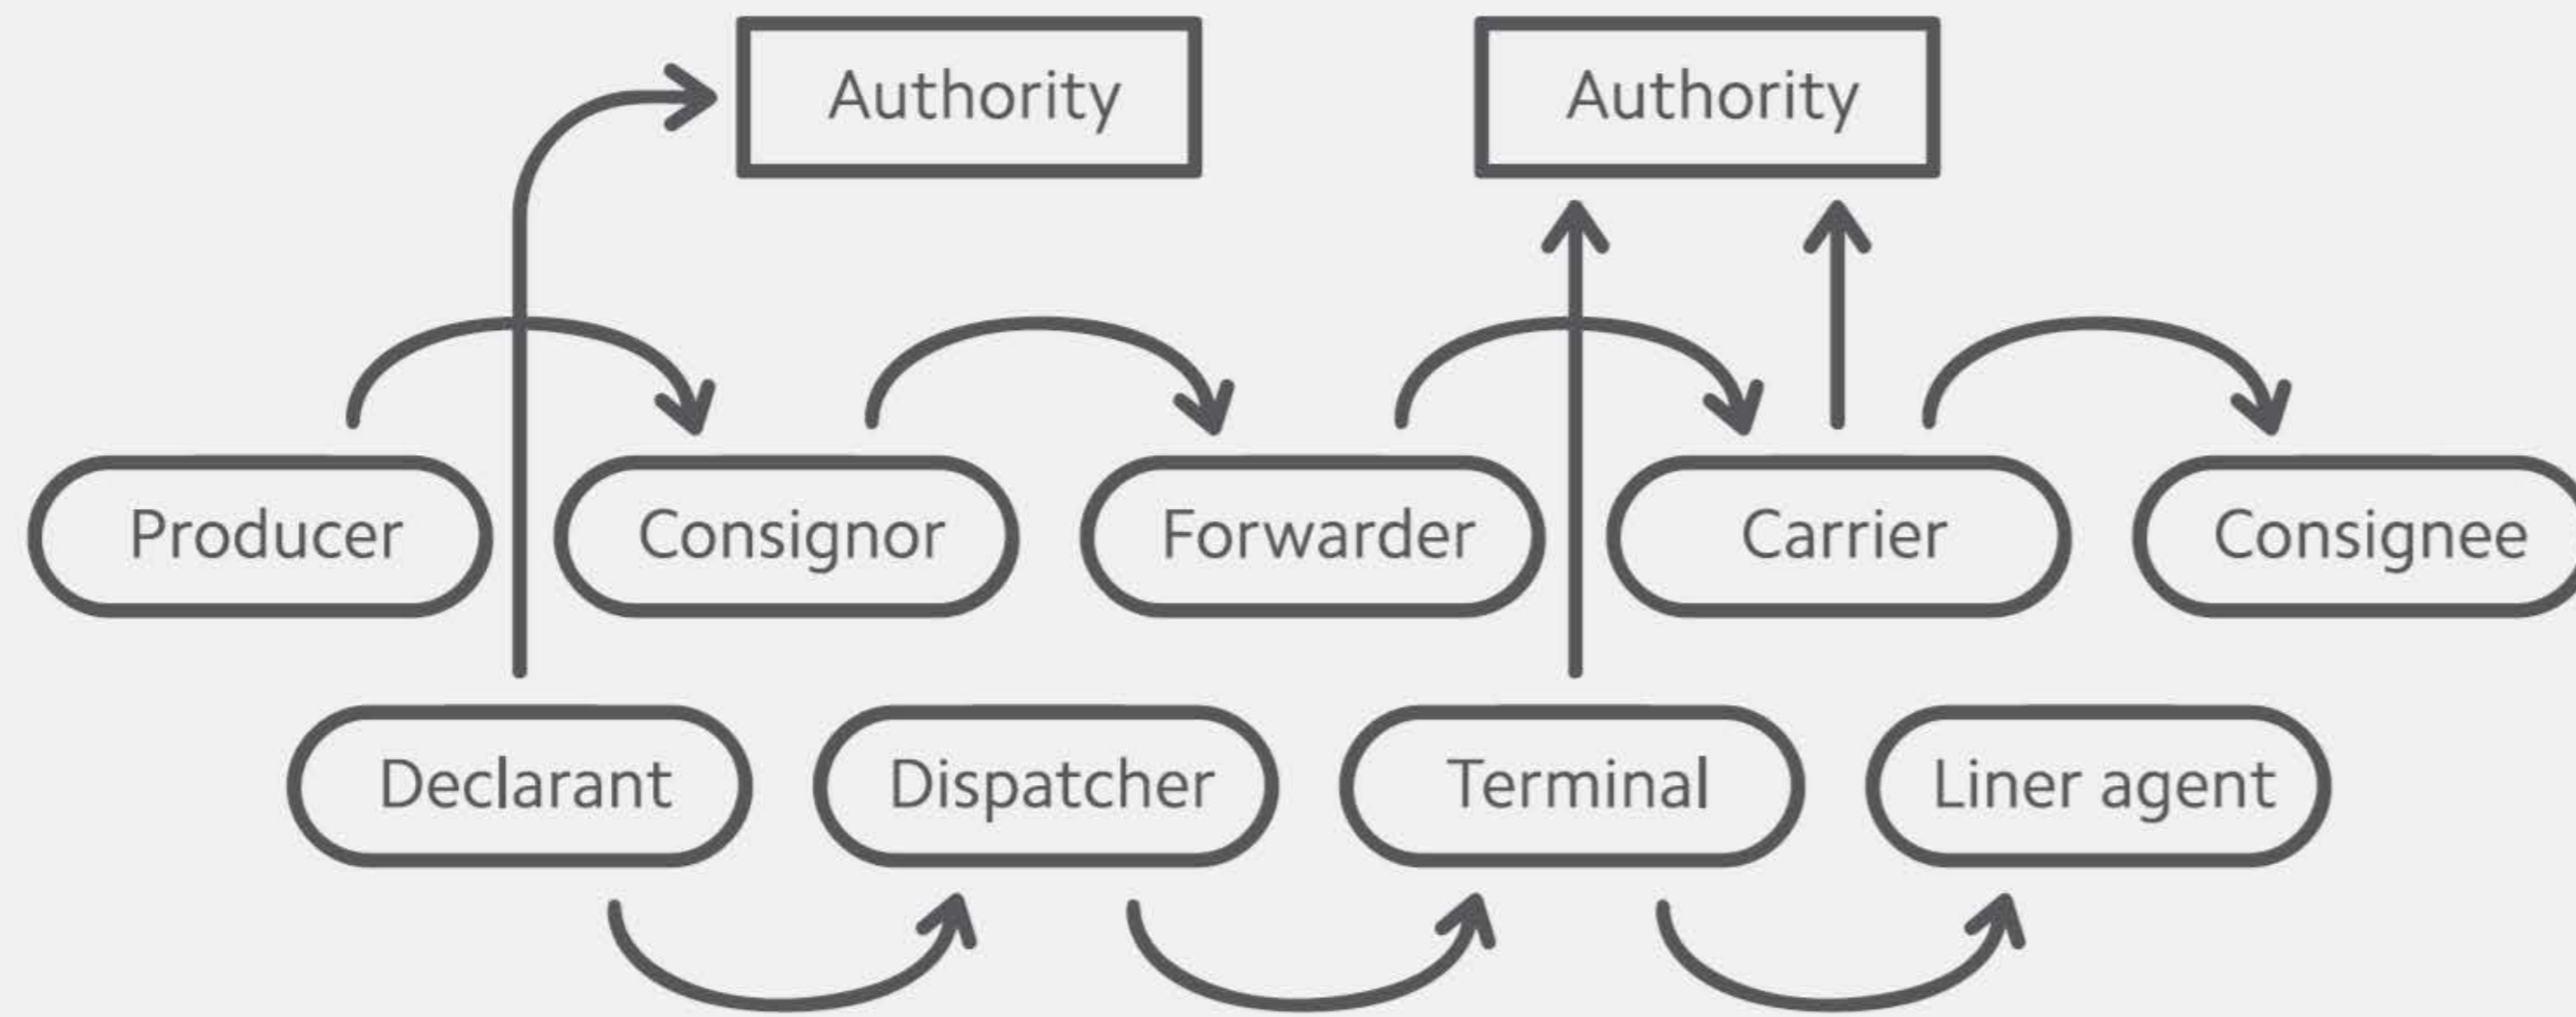 Authority
Authority
Producer
Consignor
Forwarder
Carrier
Consignee
Declarant
Dispatcher
Terminal
Liner agent